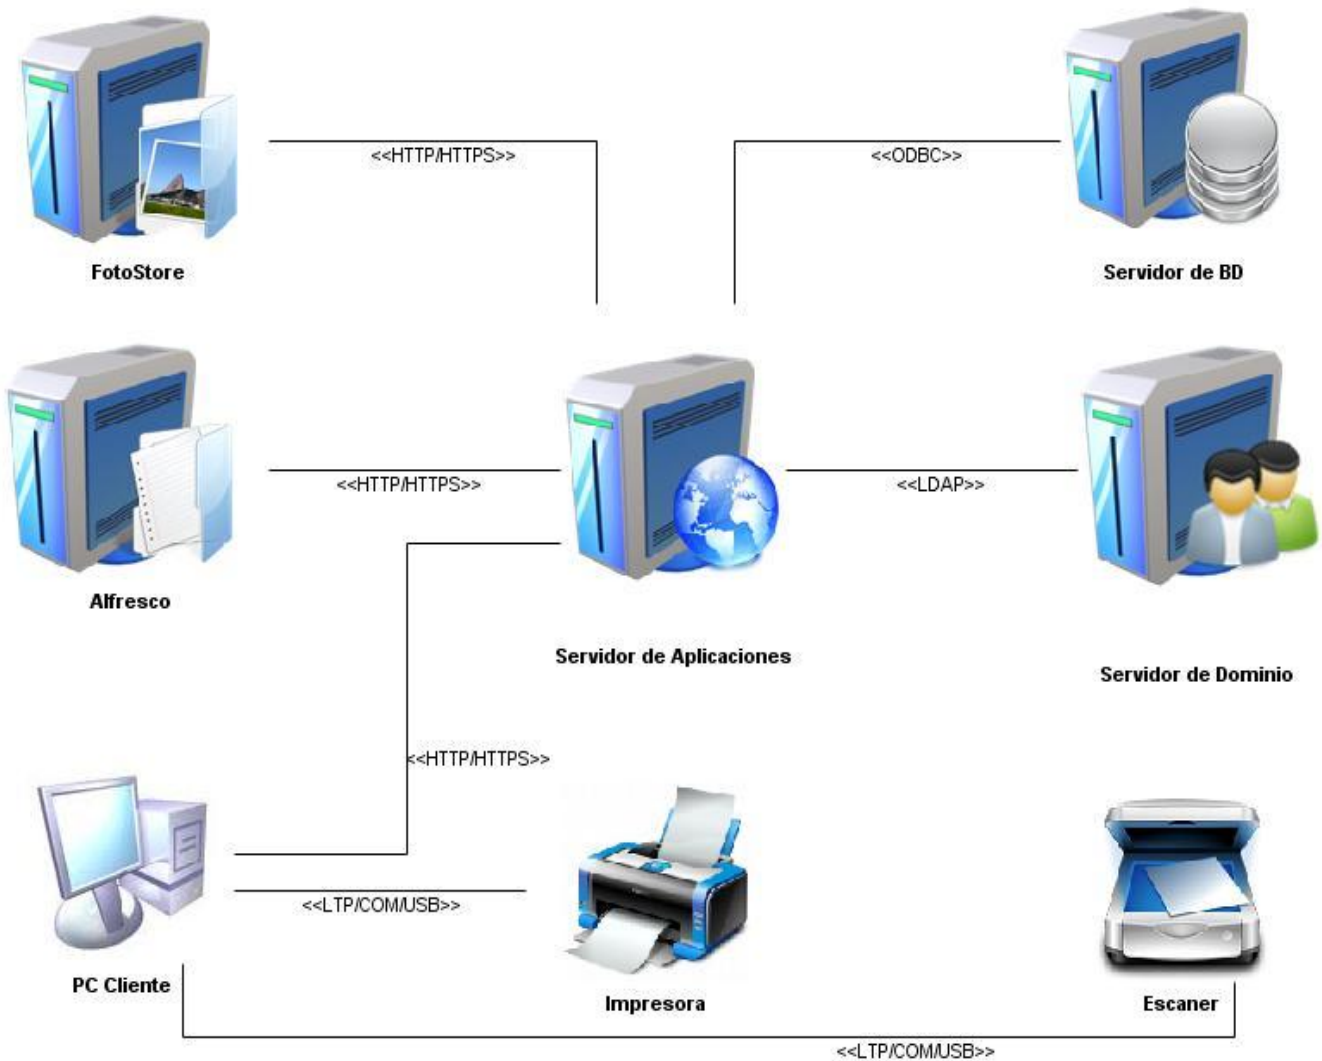 <<HTTP/HTTPS>>
<<ODBC>>
FotoStore
Servidor de BD
<<HTTP/HTTPS>>
<<LDAP>>
Alfresco
Servidor de Aplicaciones
Servidor de Dominio
<<HTTP/HTTPS>>
<<LTP/COM/USB>>
PC Cliente
Impresora
Escaner
<<LTP/COM/USB>>